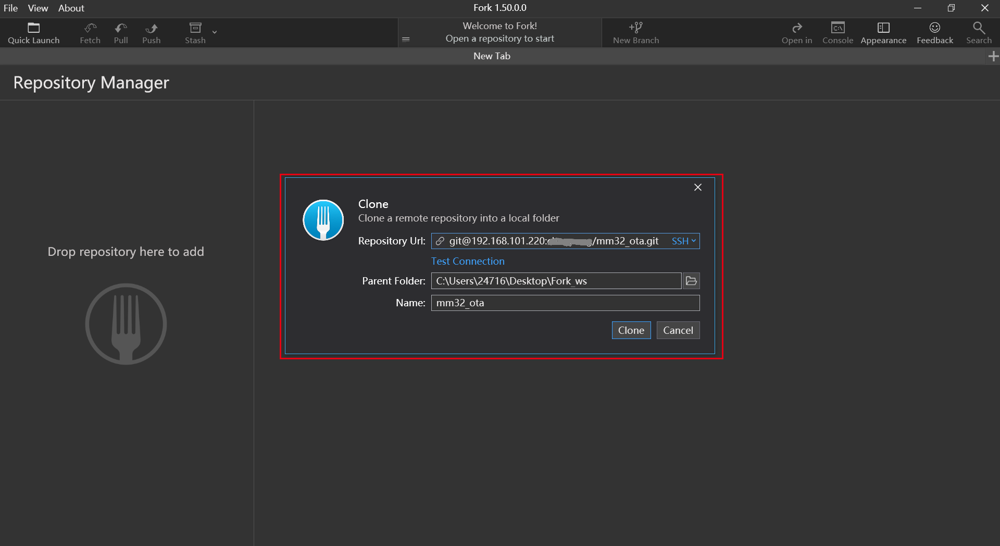 File View About
Fork 1.50.0.0
Quick Launch
Fetch
Pull
Push
Stash
Welcome to Fork!
Open a repository to start
New Branch
Open in
Console
Appearance
Feedback
Search
New Tab
Repository Manager
Drop repository here to add
Clone
Clone a remote repository into a local folder
Repository Url: git@192.168.101.220: /mm32_ota.git SSH
Test Connection
Parent Folder: C:\Users\24716\Desktop\Fork_ws
Name: mm32_ota
Clone Cancel